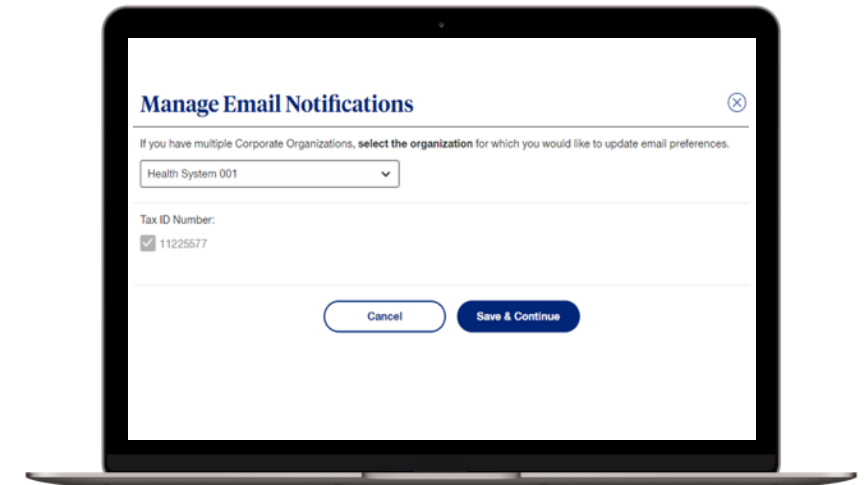 Manage Email Notifications
If you have multiple Corporate Organizations, select the organization for which you would like to update email preferences.
Health System 001
Tax ID Number:
11225577
Cancel
Save & Continue